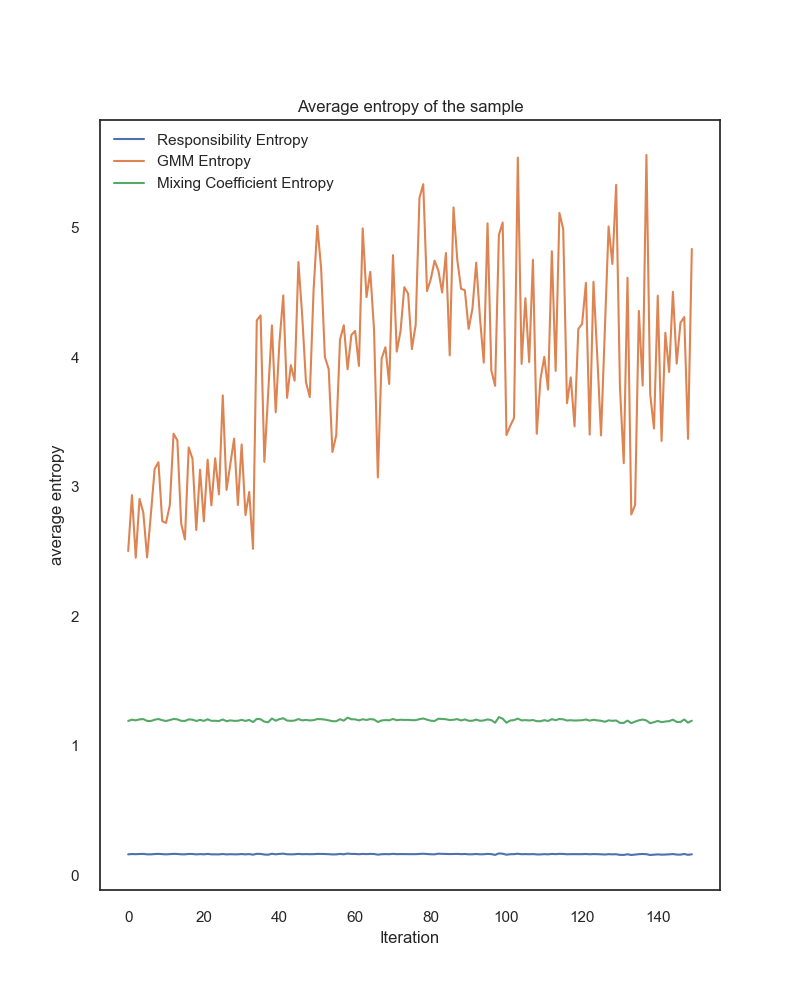 Average entropy of the sample
Responsibility Entropy
GMM Entropy
Mixing Coefficient Entropy
average entropy
5
4
3
2
1
0
0 20 40 60 80 100 120 140
Iteration